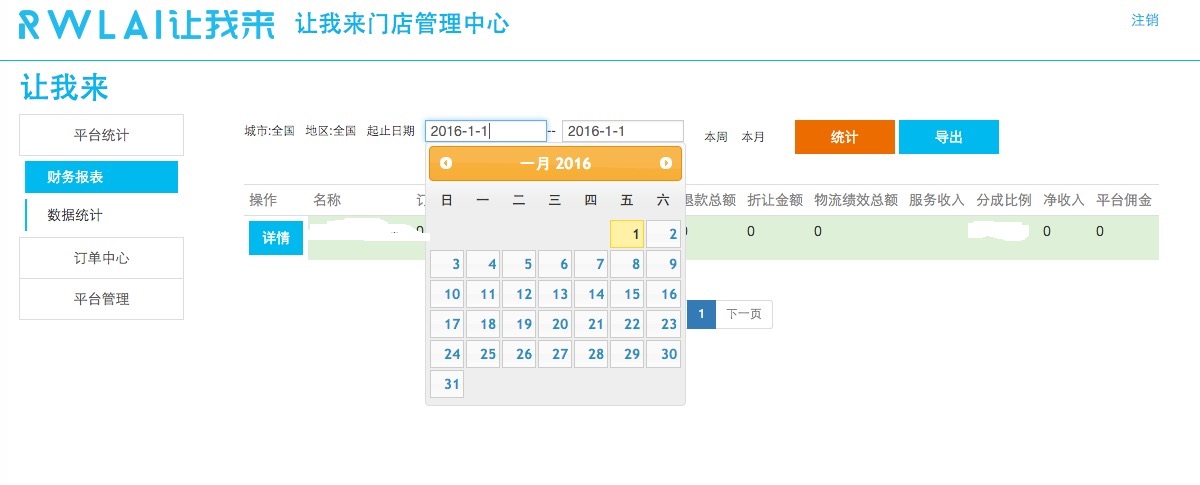 RWLAI让我来 让我来门店管理中心 注销
让我来
平台统计
财务报表
数据统计
订单中心
平台管理
城市:全国 地区:全国 起止日期 2016-1-1 -- 2016-1-1 本周 本月 统计 导出
一月 2016
日 一 二 三 四 五 六
1 2
3 4 5 6 7 8 9
10 11 12 13 14 15 16
17 18 19 20 21 22 23
24 25 26 27 28 29 30
31
操作 名称 退款总额 折让金额 物流绩效总额 服务收入 分成比例 净收入 平台佣金
详情 0 0 0 0
1 下一页